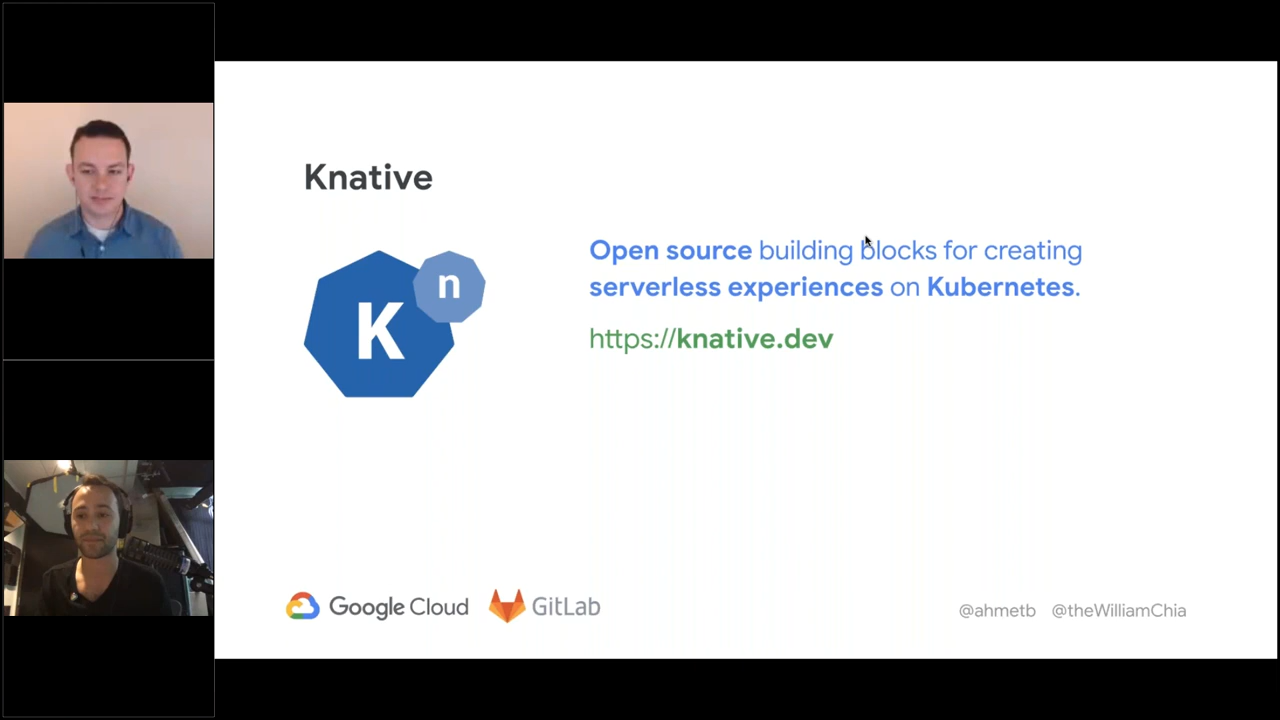 Knative
K
n
Open source building blocks for creating
serverless experiences on Kubernetes.
https://knative.dev
Google Cloud
GitLab
@ahmetb
@theWilliamChia